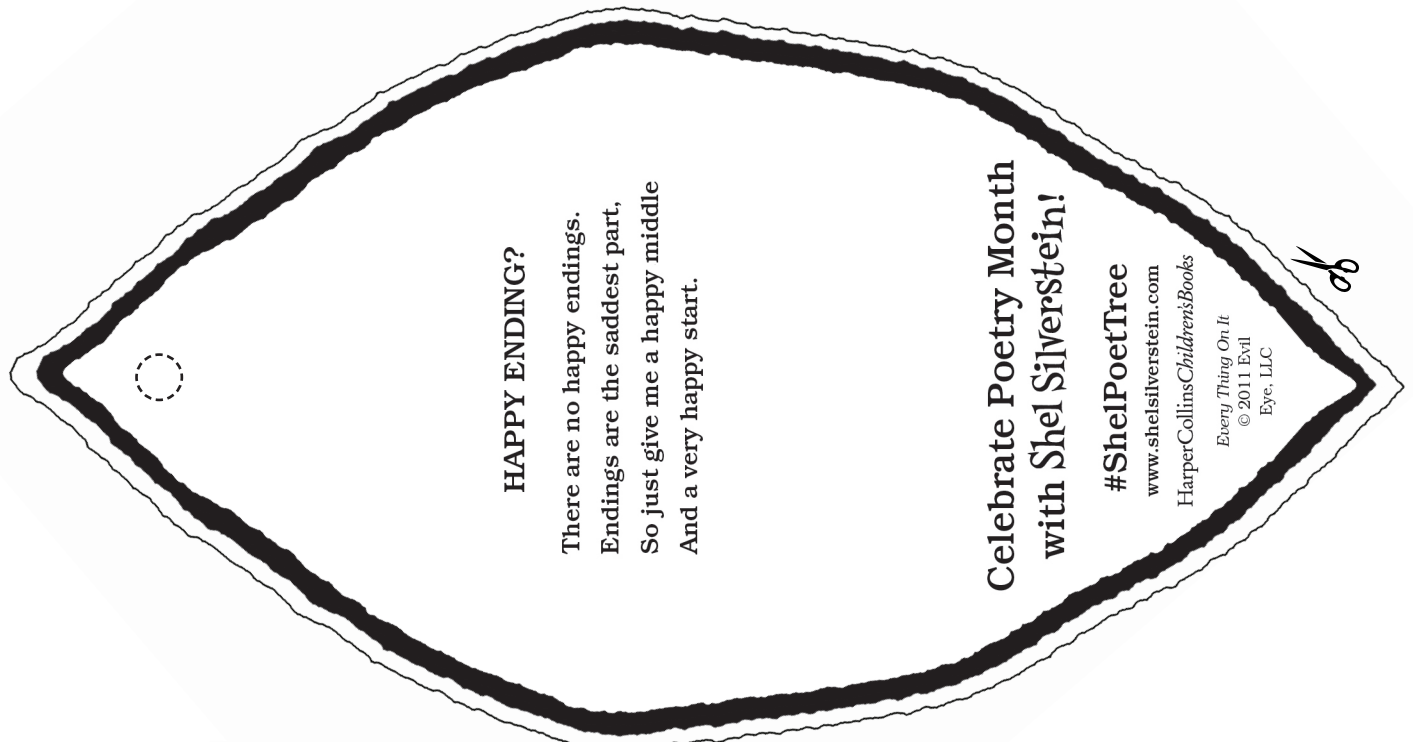 HAPPY ENDING?
There are no happy endings.
Endings are the saddest part,
So just give me a happy middle
And a very happy start.
Celebrate Poetry Month
with Shel Silverstein!
#ShelPoetTree
www.shelsilverstein.com
HarperCollinsChildren'sBooks
Every Thing On It
© 2011 Evil
Eye, LLC